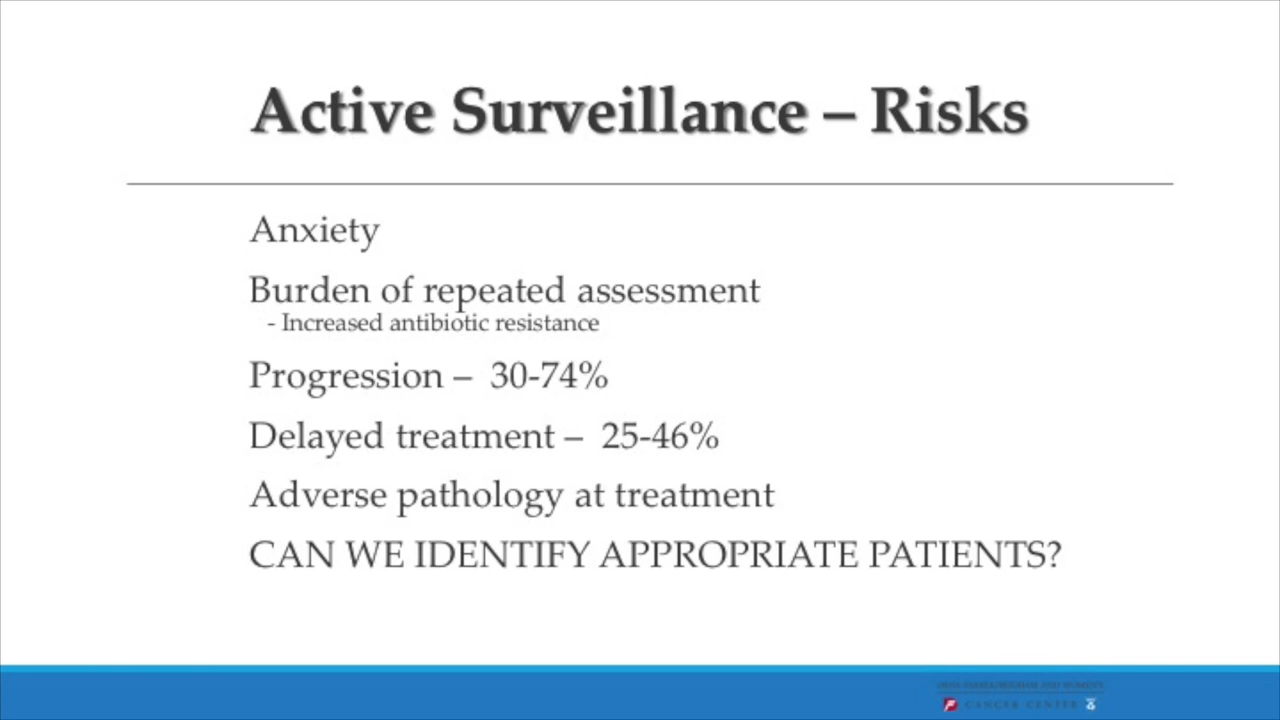 Active Surveillance – Risks
Anxiety
Burden of repeated assessment
- Increased antibiotic resistance
Progression – 30-74%
Delayed treatment – 25-46%
Adverse pathology at treatment
CAN WE IDENTIFY APPROPRIATE PATIENTS?
CANCER CENTER